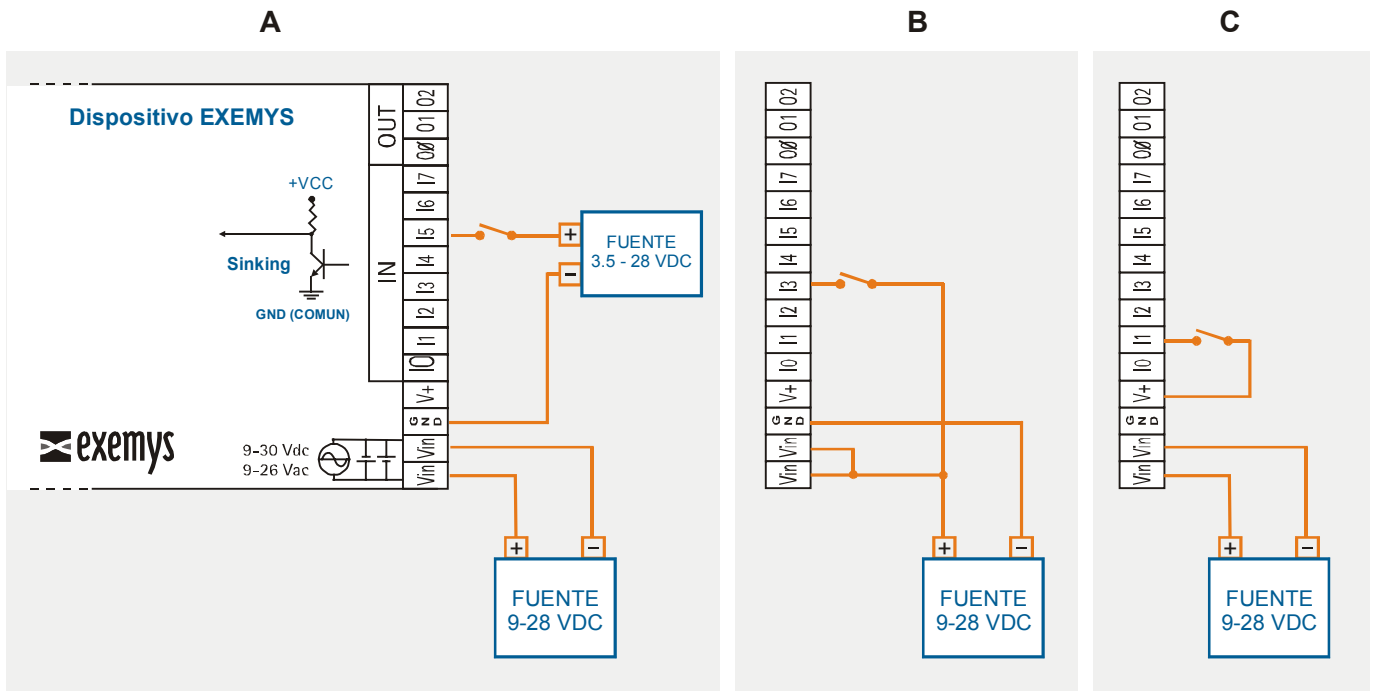 A
B
C
Dispositivo EXEMYS
OUT
O2
O1
OØ
IN
I7
I6
I5
I4
I3
I2
I1
I0
V+
GND
Vin
Vin
+VCC
Sinking
GND (COMUN)
exemys
9-30 Vdc
9-26 Vac
+
FUENTE
3.5 - 28 VDC
-
+
-
FUENTE
9-28 VDC
O2
O1
OØ
I7
I6
I5
I4
I3
I2
I1
I0
V+
GND
Vin
Vin
+
-
FUENTE
9-28 VDC
O2
O1
OØ
I7
I6
I5
I4
I3
I2
I1
I0
V+
GND
Vin
Vin
+
-
FUENTE
9-28 VDC